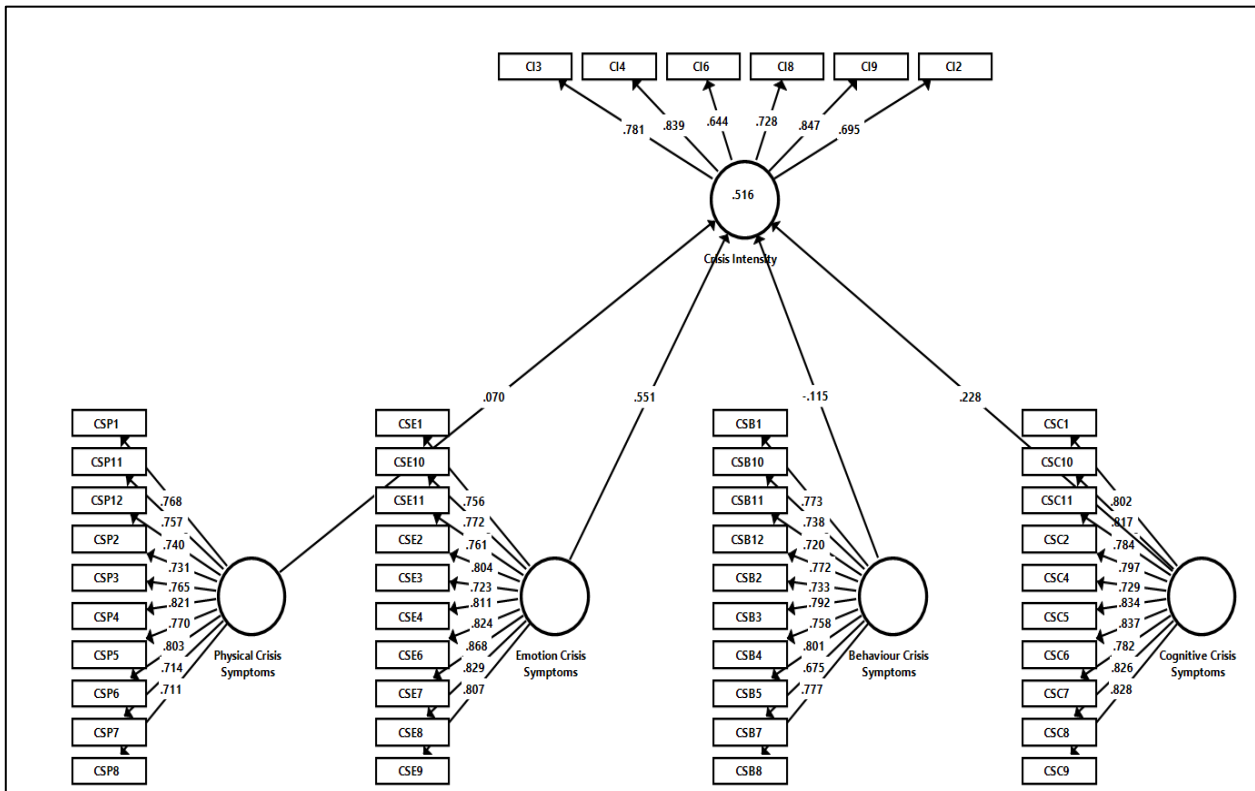 CI3 CI4 CI6 CI8 CI9 CI2
.781 .839 .644 .728 .847 .695
.516
Crisis Intensity
.070 .551 -.115 .228
CSP1 CSE1 CSB1 CSC1
CSP11 CSE10 CSB10 CSC10
CSP12 CSE11 CSB11 CSC11
CSP2 CSE2 CSB12 CSC2
CSP3 CSE3 CSB2 CSC4
CSP4 CSE4 CSB3 CSC5
CSP5 CSE6 CSB4 CSC6
CSP6 CSE7 CSB5 CSC7
CSP7 CSE8 CSB7 CSC8
CSP8 CSE9 CSB8 CSC9
.768 .756 .773 .802
.757 .772 .738 .817
.740 .761 .720 .784
.731 .804 .772 .797
.765 .723 .733 .729
.821 .811 .792 .834
.770 .824 .758 .837
.803 .868 .801 .782
.714 .829 .675 .826
.711 .807 .777 .828
Physical Crisis Emotion Crisis Behaviour Crisis Cognitive Crisis
Symptoms Symptoms Symptoms Symptoms